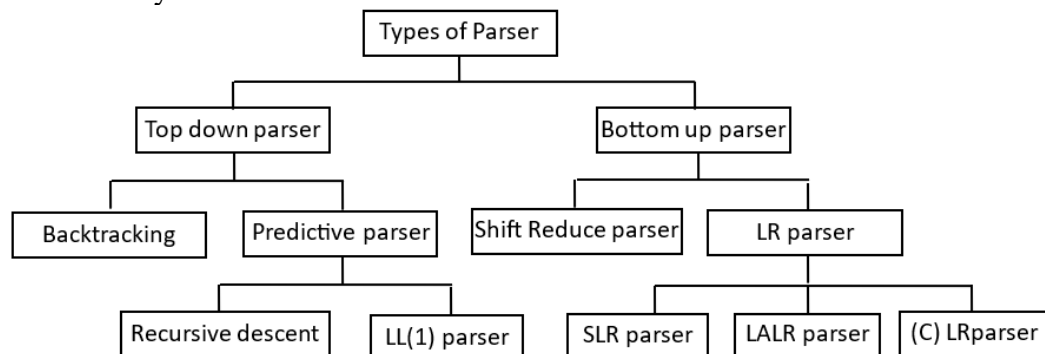 Types of Parser
Top down parser
Bottom up parser
Backtracking
Predictive parser
Shift Reduce parser
LR parser
Recursive descent
LL(1) parser
SLR parser
LALR parser
(C) LRparser